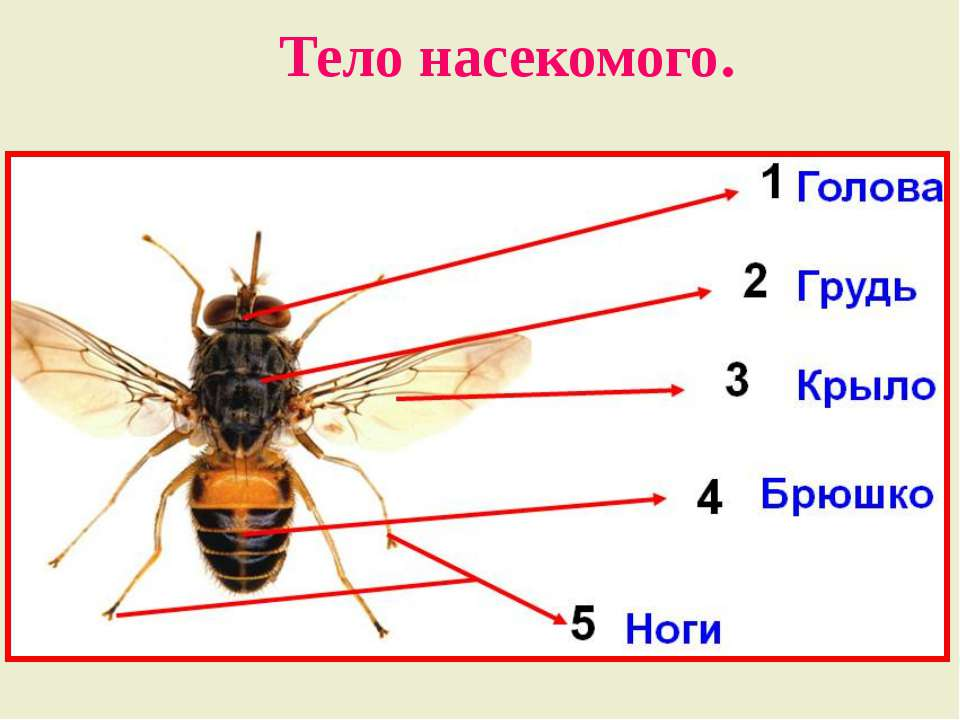 Тело насекомого.
1 Голова
2 Грудь
3 Крыло
4 Брюшко
5 Ноги